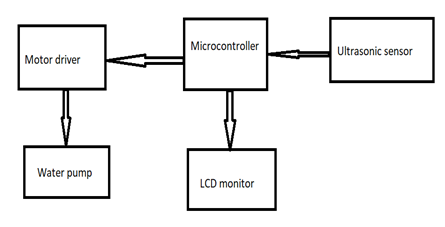 Motor driver
Microcontroller
Ultrasonic sensor
Water pump
LCD monitor